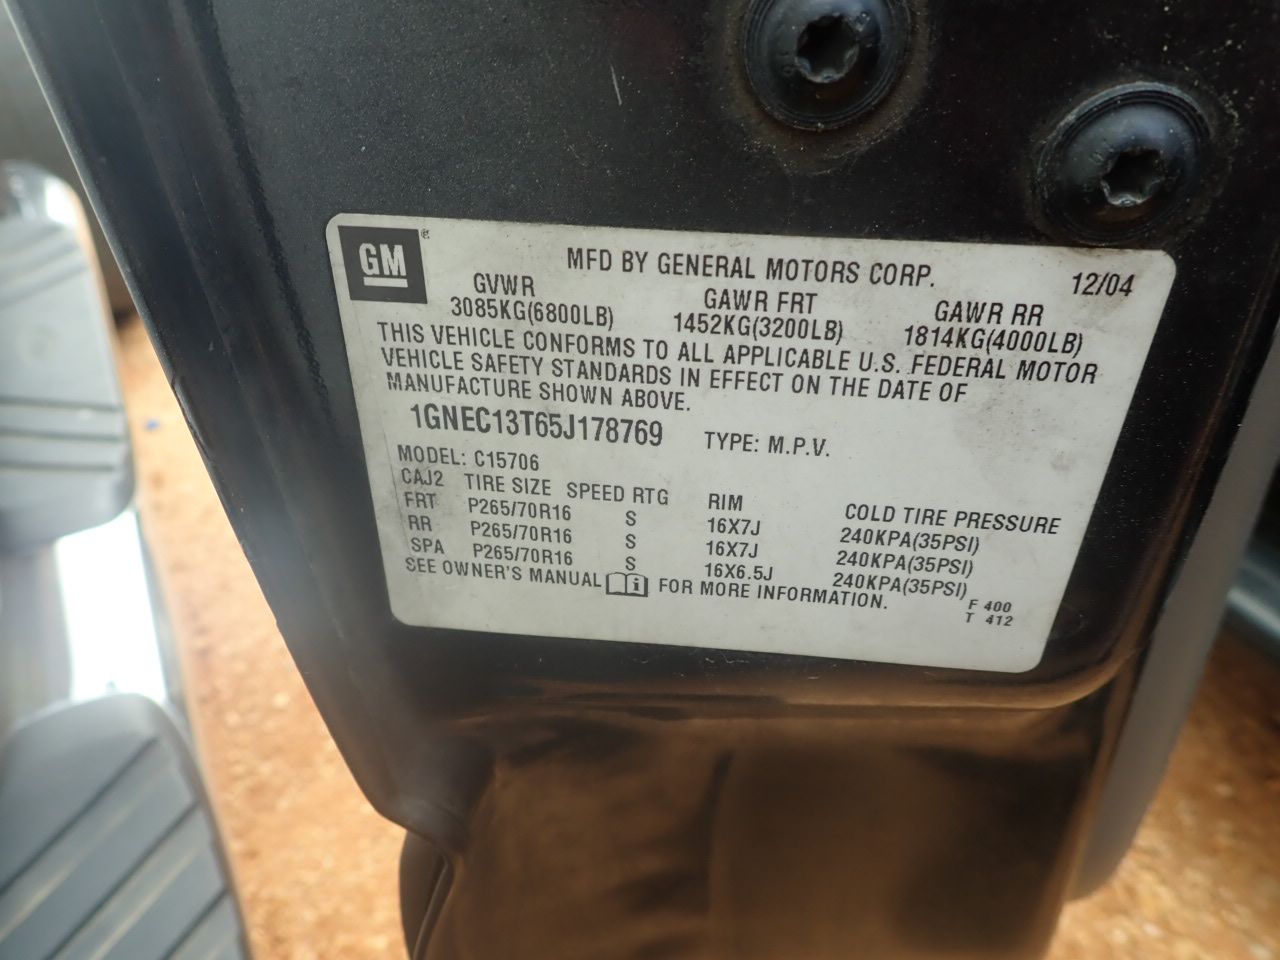 GM
MFD BY GENERAL MOTORS CORP. 12/04
GVWR GAWR FRT GAWR RR
3085KG(6800LB) 1452KG(3200LB) 1814KG(4000LB)
THIS VEHICLE CONFORMS TO ALL APPLICABLE U.S. FEDERAL MOTOR
VEHICLE SAFETY STANDARDS IN EFFECT ON THE DATE OF
MANUFACTURE SHOWN ABOVE.
1GNEC13T65J178769 TYPE: M.P.V.
MODEL: C15706
CAJ2 TIRE SIZE SPEED RTG RIM COLD TIRE PRESSURE
FRT P265/70R16 S 16X7J 240KPA(35PSI)
RR P265/70R16 S 16X7J 240KPA(35PSI)
SPA P265/70R16 S 16X6.5J 240KPA(35PSI)
SEE OWNER'S MANUAL i FOR MORE INFORMATION.
F 400
T 412